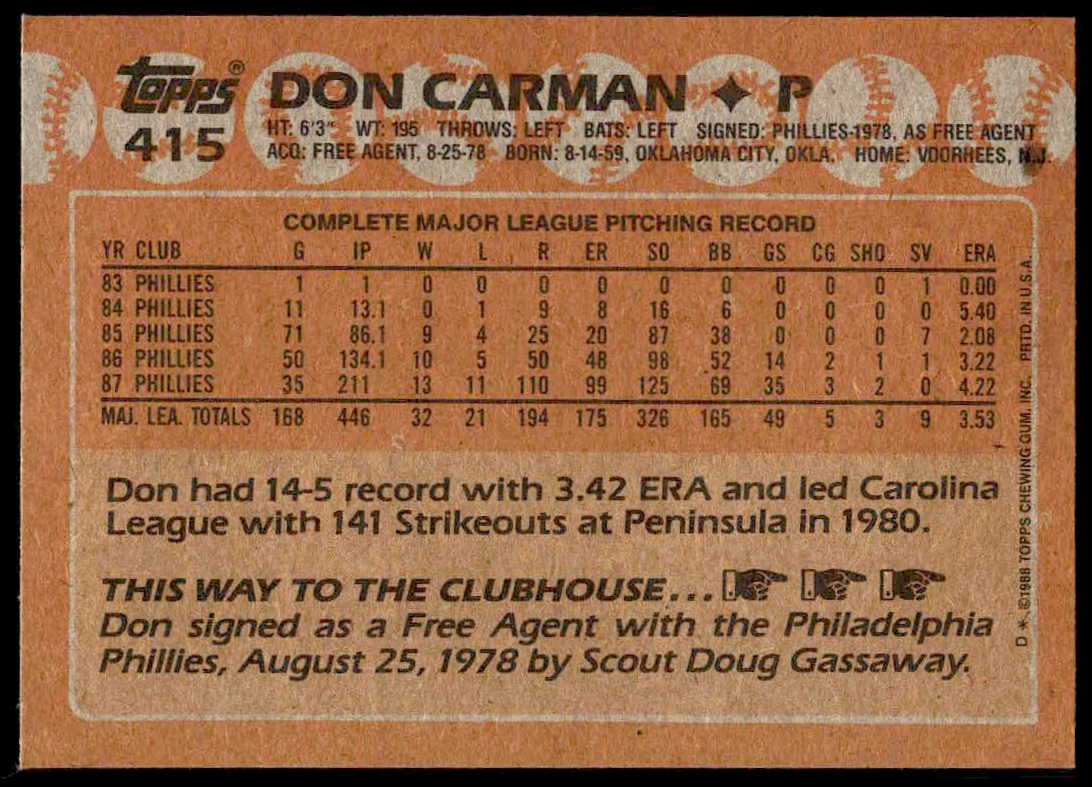 topps® DON CARMAN ✦ P
415 HT: 6'3" WT: 195 THROWS: LEFT BATS: LEFT SIGNED: PHILLIES-1978, AS FREE AGENT
ACQ: FREE AGENT, 8-25-78 BORN: 8-14-59, OKLAHOMA CITY, OKLA. HOME: VOORHEES, N.J.
COMPLETE MAJOR LEAGUE PITCHING RECORD
YR CLUB G IP W L R ER SO BB GS CG SHO SV ERA
83 PHILLIES 1 1 0 0 0 0 0 0 0 0 0 1 0.00
84 PHILLIES 11 13.1 0 1 9 8 16 6 0 0 0 0 5.40
85 PHILLIES 71 86.1 9 4 25 20 87 38 0 0 0 7 2.08
86 PHILLIES 50 134.1 10 5 50 48 98 52 14 2 1 1 3.22
87 PHILLIES 35 211 13 11 110 99 125 69 35 3 2 0 4.22
MAJ. LEA. TOTALS 168 446 32 21 194 175 326 165 49 5 3 9 3.53
Don had 14-5 record with 3.42 ERA and led Carolina
League with 141 Strikeouts at Peninsula in 1980.
THIS WAY TO THE CLUBHOUSE...
Don signed as a Free Agent with the Philadelphia
Phillies, August 25, 1978 by Scout Doug Gassaway.
D *. ©1988 TOPPS CHEWING GUM, INC. PRTD. IN U.S.A.